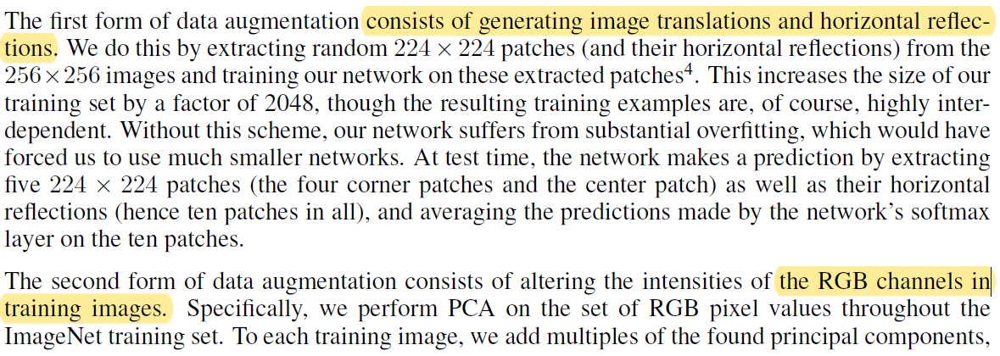 The first form of data augmentation consists of generating image translations and horizontal reflec-
tions. We do this by extracting random 224 × 224 patches (and their horizontal reflections) from the
256×256 images and training our network on these extracted patches⁴. This increases the size of our
training set by a factor of 2048, though the resulting training examples are, of course, highly inter-
dependent. Without this scheme, our network suffers from substantial overfitting, which would have
forced us to use much smaller networks. At test time, the network makes a prediction by extracting
five 224 × 224 patches (the four corner patches and the center patch) as well as their horizontal
reflections (hence ten patches in all), and averaging the predictions made by the network's softmax
layer on the ten patches.
The second form of data augmentation consists of altering the intensities of the RGB channels in
training images. Specifically, we perform PCA on the set of RGB pixel values throughout the
ImageNet training set. To each training image, we add multiples of the found principal components,